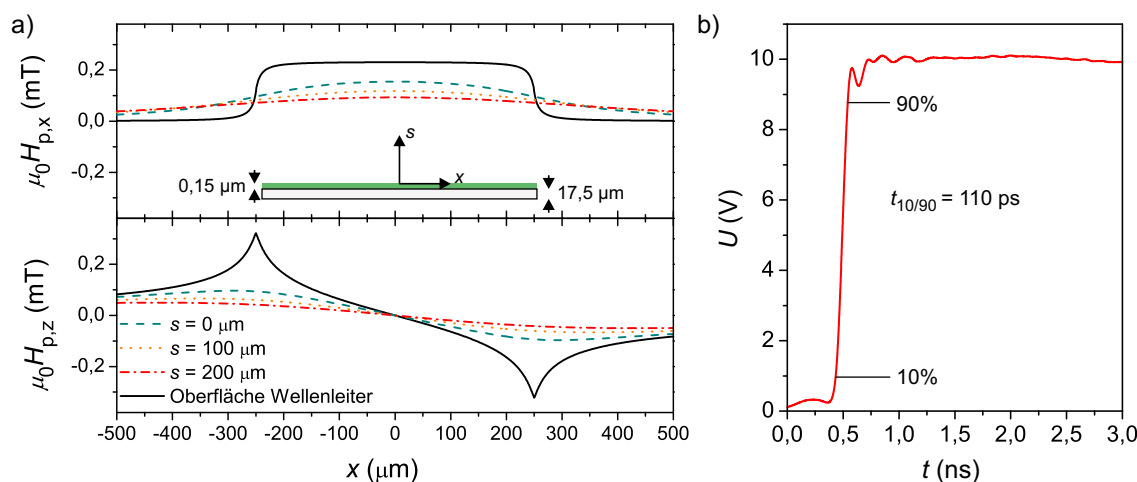 a)
μ₀Hp,x (mT)
0,2
0,0
-0,2
s
x
0,15 μm
17,5 μm
μ₀Hp,z (mT)
0,2
0,0
-0,2
s = 0 μm
s = 100 μm
s = 200 μm
Oberfläche Wellenleiter
-500 -400 -300 -200 -100 0 100 200 300 400 500
x (μm)
b)
U (V)
10
8
6
4
2
0
90%
t10/90 = 110 ps
10%
0,0 0,5 1,0 1,5 2,0 2,5 3,0
t (ns)